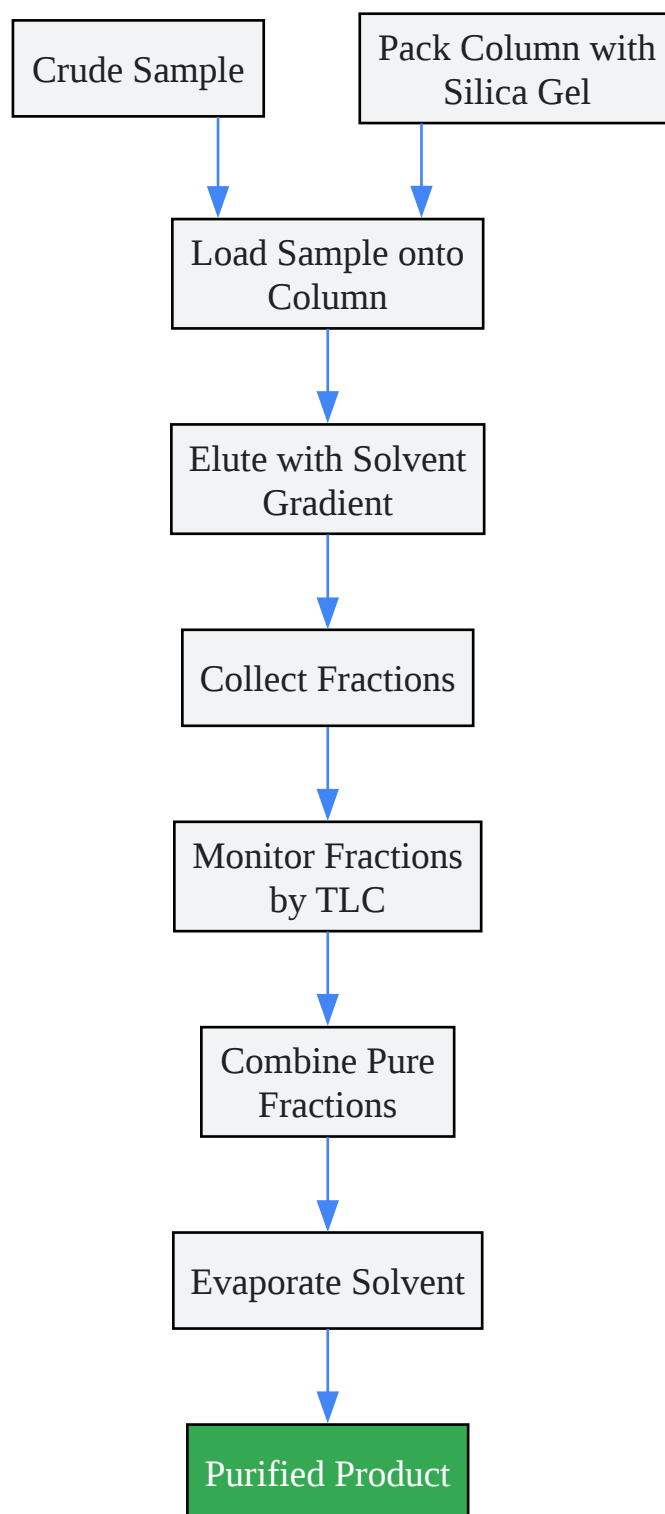 Crude Sample
Pack Column with
Silica Gel
Load Sample onto
Column
Elute with Solvent
Gradient
Collect Fractions
Monitor Fractions
by TLC
Combine Pure
Fractions
Evaporate Solvent
Purified Product